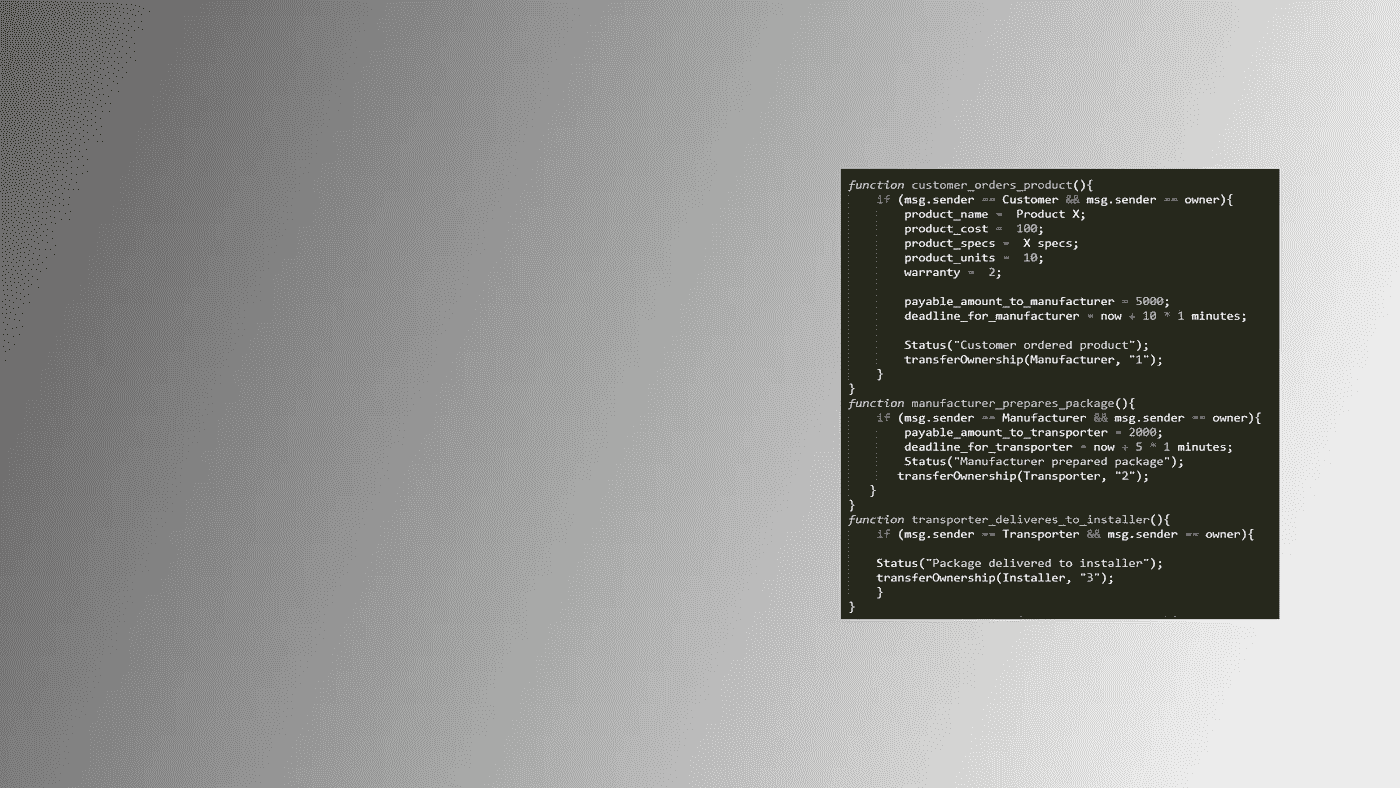 function customer_orders_product(){
if (msg.sender == Customer && msg.sender == owner){
product_name = Product X;
product_cost = 100;
product_specs = X specs;
product_units = 10;
warranty = 2;
payable_amount_to_manufacturer = 5000;
deadline_for_manufacturer = now + 10 * 1 minutes;
Status("Customer ordered product");
transferOwnership(Manufacturer, "1");
}
}
function manufacturer_prepares_package(){
if (msg.sender == Manufacturer && msg.sender == owner){
payable_amount_to_transporter = 2000;
deadline_for_transporter = now + 5 * 1 minutes;
Status("Manufacturer prepared package");
transferOwnership(Transporter, "2");
}
}
function transporter_deliveres_to_installer(){
if (msg.sender == Transporter && msg.sender == owner){
Status("Package delivered to installer");
transferOwnership(Installer, "3");
}
}